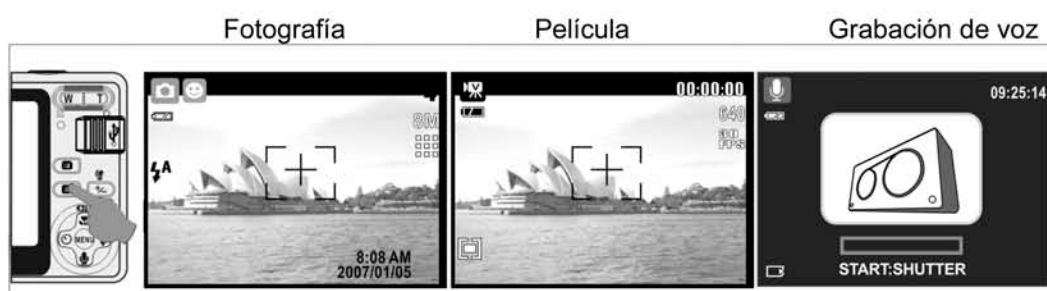 Fotografía
Película
Grabación de voz
W T
MENU
8M
A
8:08 AM
2007/01/05
00:00:00
640
30
FPS
09:25:14
START:SHUTTER